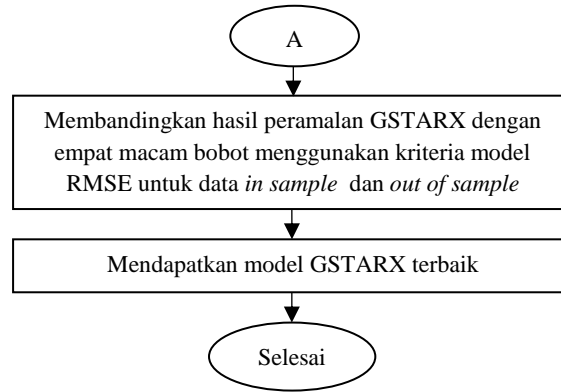 A
Membandingkan hasil peramalan GSTARX dengan
empat macam bobot menggunakan kriteria model
RMSE untuk data in sample dan out of sample
Mendapatkan model GSTARX terbaik
Selesai